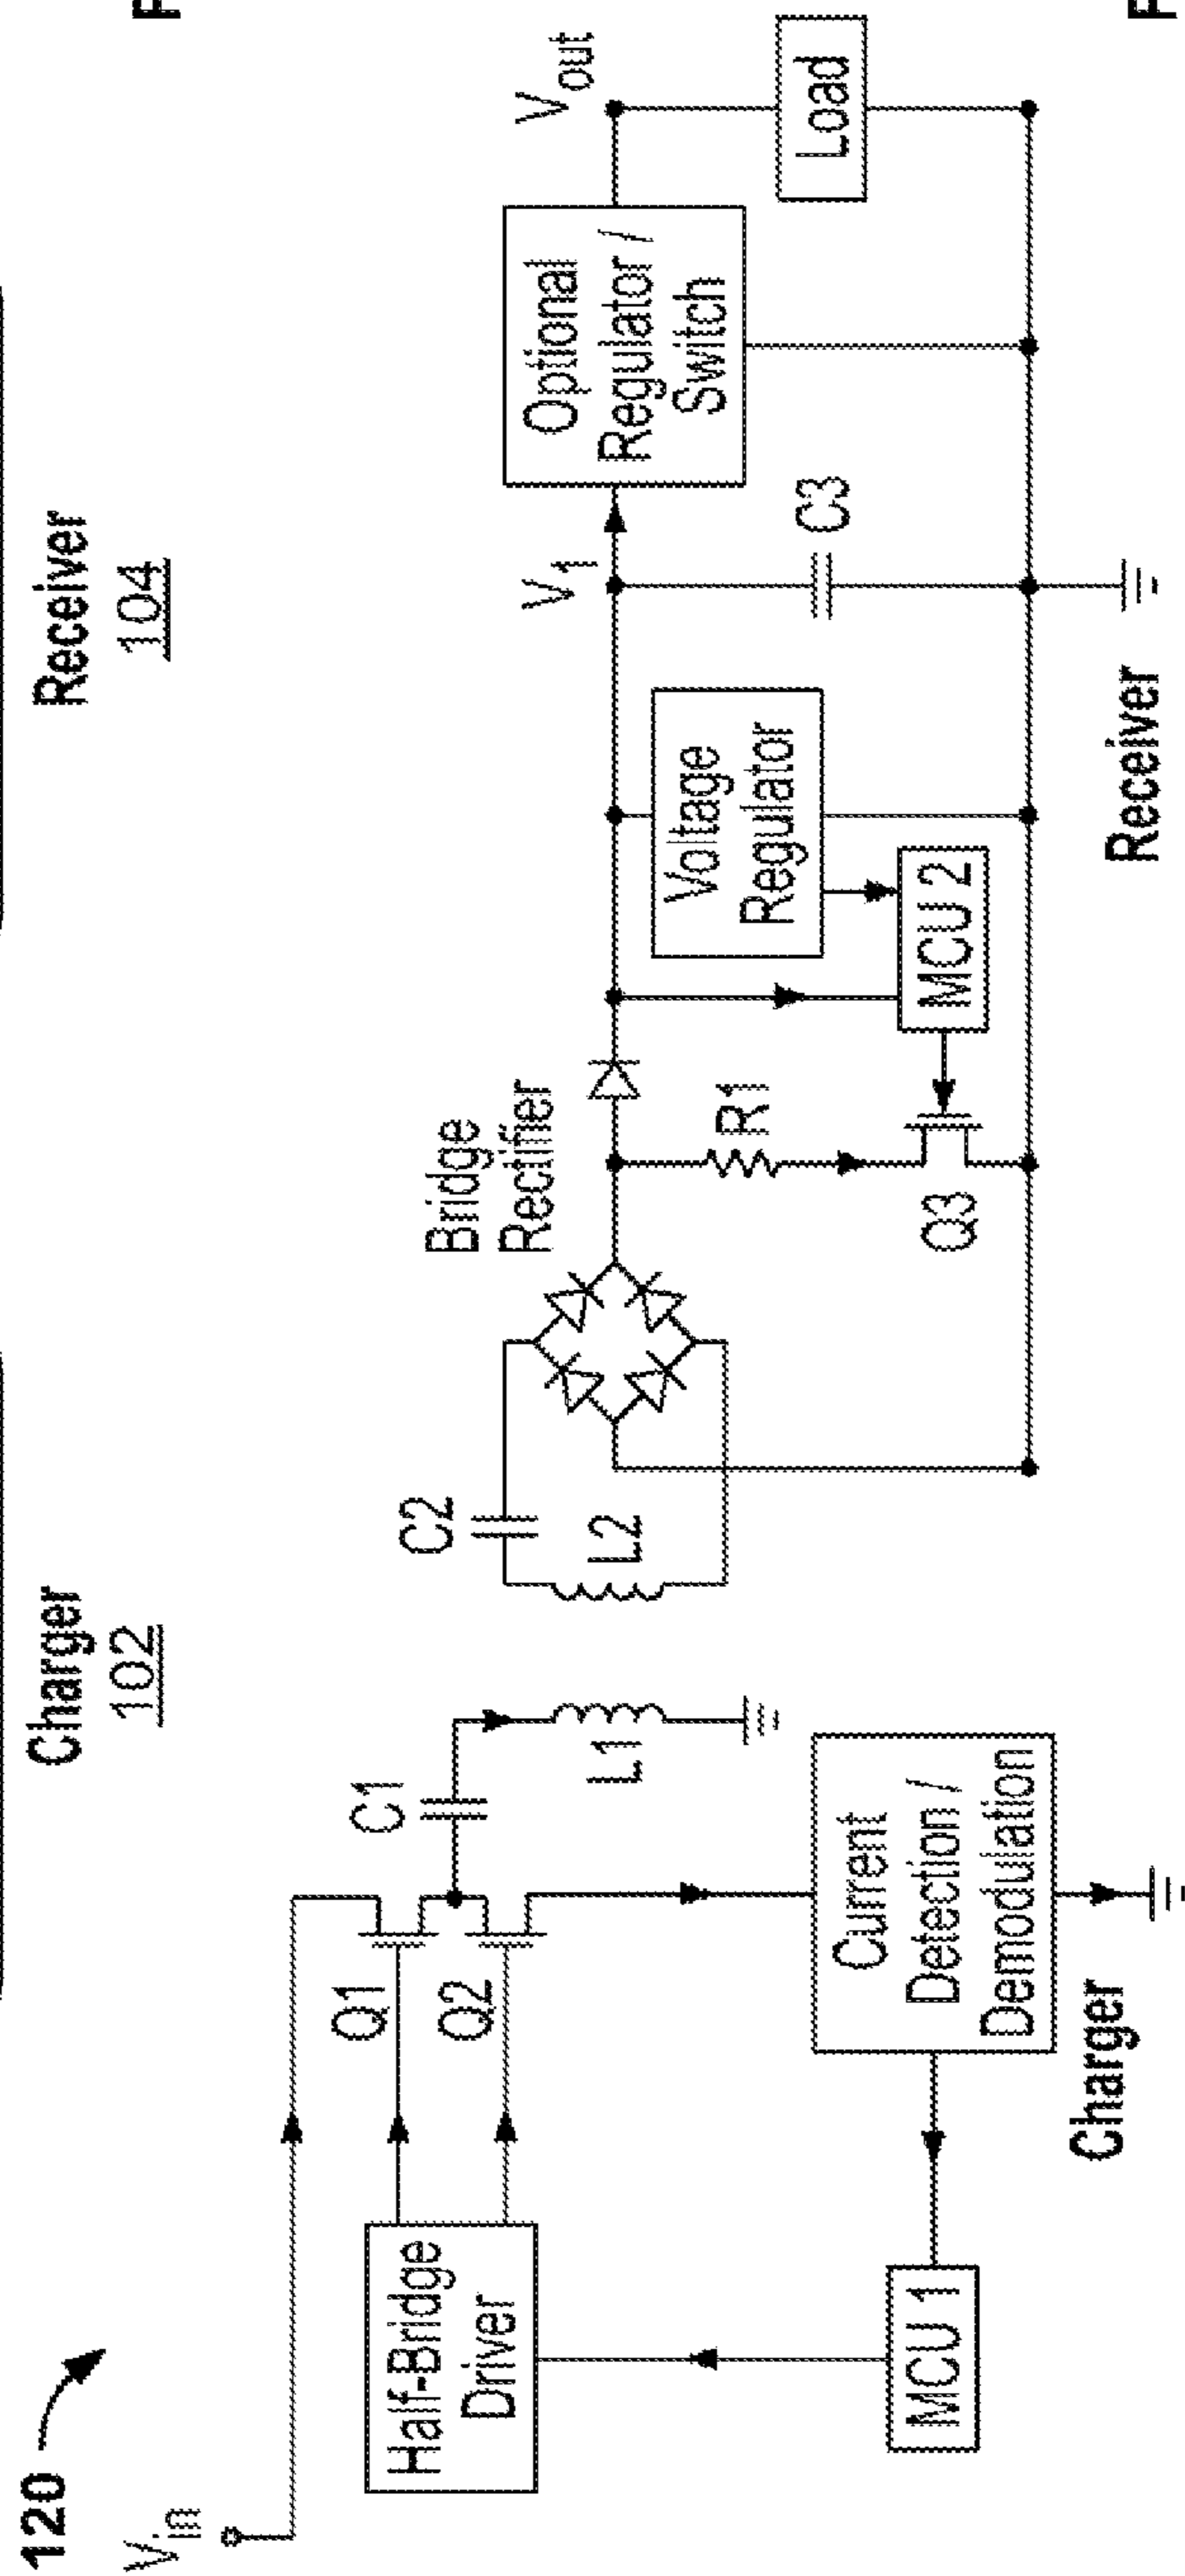 Charger
102
Receiver
104
120
Vin
Half-Bridge
Driver
Q1
Q2
C1
L1
MCU 1
Current
Detection /
Demodulation
Charger
C2
L2
Bridge
Rectifier
R1
Q3
Voltage
Regulator
MCU 2
V1
C3
Optional
Regulator /
Switch
Vout
Load
Receiver